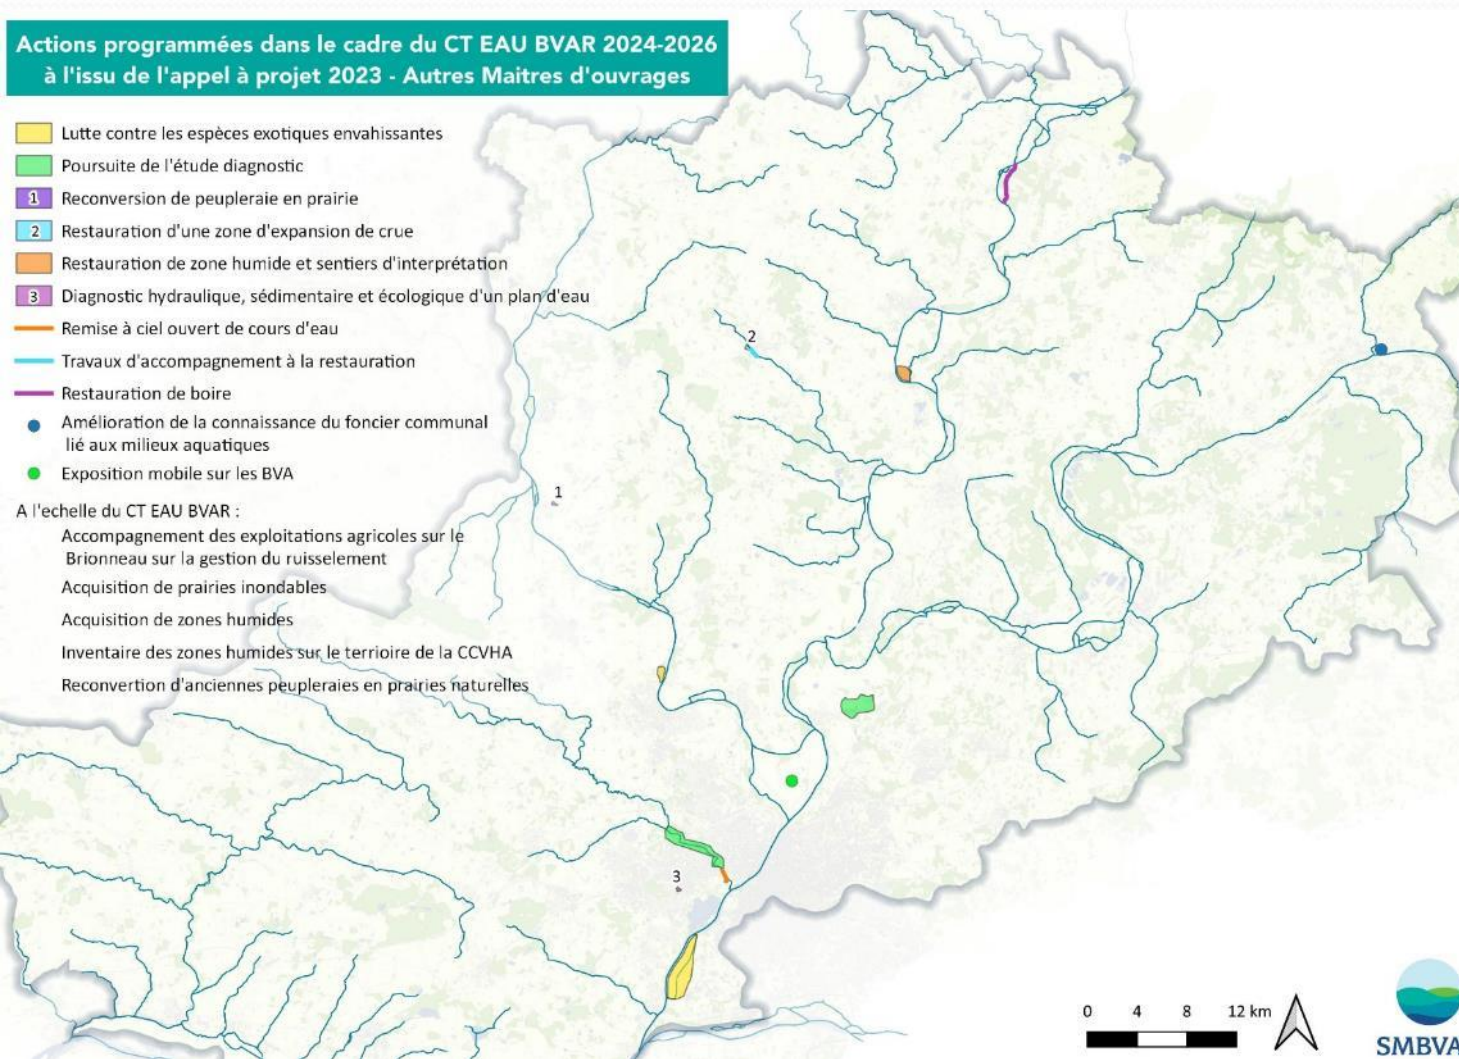 Actions programmées dans le cadre du CT EAU BVAR 2024-2026
à l'issu de l'appel à projet 2023 - Autres Maitres d'ouvrages
Lutte contre les espèces exotiques envahissantes
Poursuite de l'étude diagnostic
1 Reconversion de peupleraie en prairie
2 Restauration d'une zone d'expansion de crue
Restauration de zone humide et sentiers d'interprétation
3 Diagnostic hydraulique, sédimentaire et écologique d'un plan d'eau
Remise à ciel ouvert de cours d'eau
Travaux d'accompagnement à la restauration
Restauration de boire
Amélioration de la connaissance du foncier communal
lié aux milieux aquatiques
Exposition mobile sur les BVA
A l'echelle du CT EAU BVAR :
Accompagnement des exploitations agricoles sur le
Brionneau sur la gestion du ruisselement
Acquisition de prairies inondables
Acquisition de zones humides
Inventaire des zones humides sur le terrioire de la CCVHA
Reconvertion d'anciennes peupleraies en prairies naturelles
2
1
3
0 4 8 12 km
SMBVA